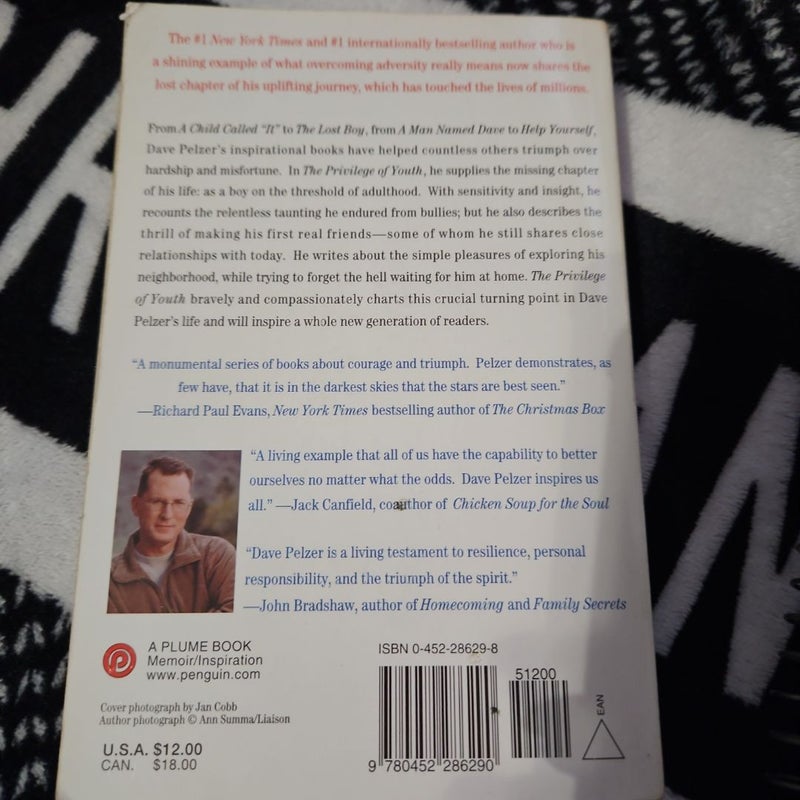 The #1 New York Times and #1 internationally bestselling author who is
a shining example of what overcoming adversity really means now shares the
lost chapter of his uplifting journey, which has touched the lives of millions.
From A Child Called "It" to The Lost Boy, from A Man Named Dave to Help Yourself,
Dave Pelzer's inspirational books have helped countless others triumph over
hardship and misfortune. In The Privilege of Youth, he supplies the missing chapter
of his life: as a boy on the threshold of adulthood. With sensitivity and insight, he
recounts the relentless taunting he endured from bullies; but he also describes the
thrill of making his first real friends—some of whom he still shares close
relationships with today. He writes about the simple pleasures of exploring his
neighborhood, while trying to forget the hell waiting for him at home. The Privilege
of Youth bravely and compassionately charts this crucial turning point in Dave
Pelzer's life and will inspire a whole new generation of readers.
"A monumental series of books about courage and triumph. Pelzer demonstrates, as
few have, that it is in the darkest skies that the stars are best seen."
—Richard Paul Evans, New York Times bestselling author of The Christmas Box
"A living example that all of us have the capability to better
ourselves no matter what the odds. Dave Pelzer inspires us
all." —Jack Canfield, coauthor of Chicken Soup for the Soul
"Dave Pelzer is a living testament to resilience, personal
responsibility, and the triumph of the spirit."
—John Bradshaw, author of Homecoming and Family Secrets
A PLUME BOOK
Memoir/Inspiration
www.penguin.com
Cover photograph by Jan Cobb
Author photograph © Ann Summa/Liaison
U.S.A. $12.00
CAN. $18.00
ISBN 0-452-28629-8
51200
EAN
9 780452 286290